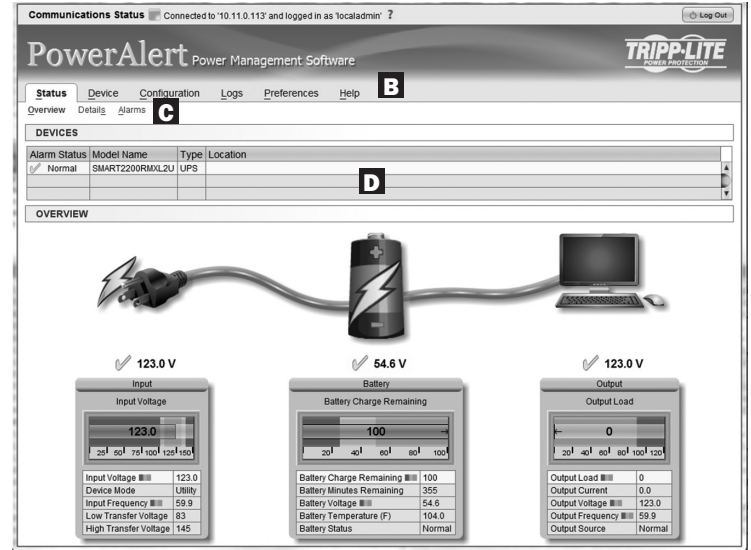 Communications Status Connected to '10.11.0.113' and logged in as 'localadmin' ? Log Out
PowerAlert Power Management Software
TRIPP·LITE
POWER PROTECTION
Status Device Configuration Logs Preferences Help B
Overview Details Alarms C
DEVICES
Alarm Status Model Name Type Location
Normal SMART2200RMXL2U UPS
D
OVERVIEW
123.0 V 54.6 V 123.0 V
Input Battery Output
Input Voltage Battery Charge Remaining Output Load
123.0 100 0
25 50 75 100 125 150 20 40 60 80 100 20 40 60 80 100 120
Input Voltage 123.0 Battery Charge Remaining 100 Output Load 0
Device Mode Utility Battery Minutes Remaining 355 Output Current 0.0
Input Frequency 59.9 Battery Voltage 54.6 Output Voltage 123.0
Low Transfer Voltage 83 Battery Temperature (F) 104.0 Output Frequency 59.9
High Transfer Voltage 145 Battery Status Normal Output Source Normal